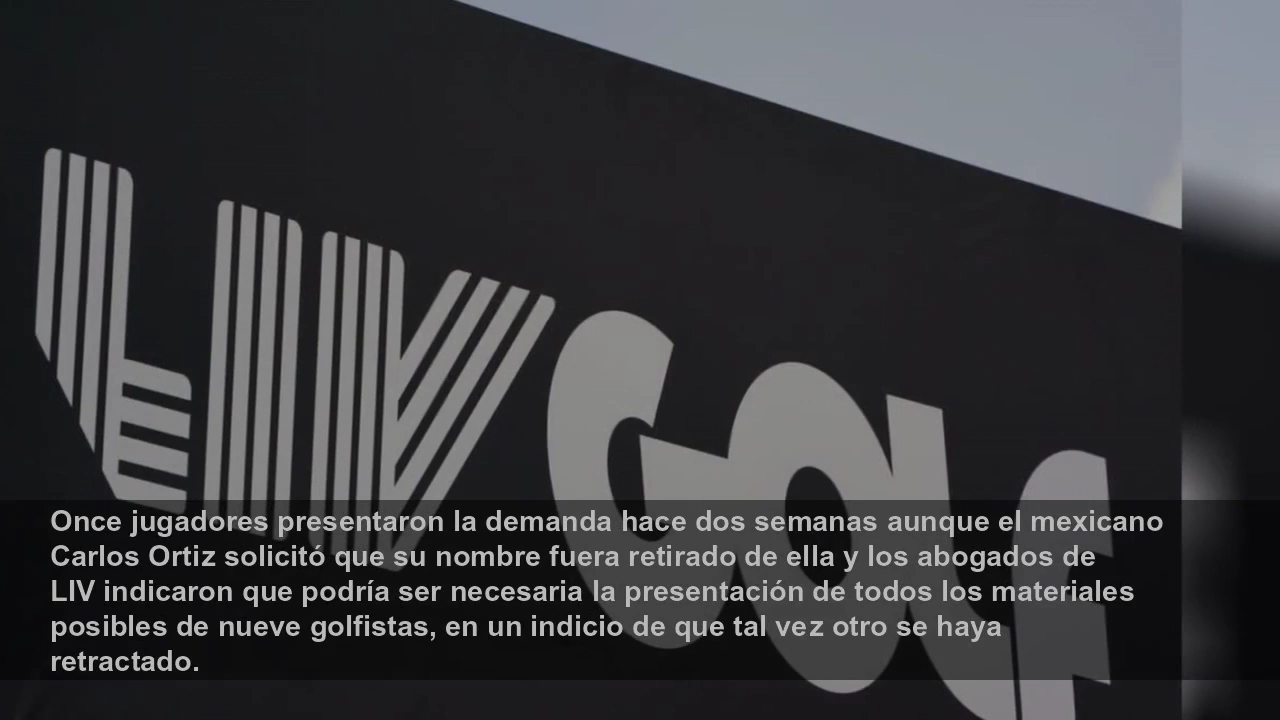 LIV GOLF
Once jugadores presentaron la demanda hace dos semanas aunque el mexicano
Carlos Ortiz solicitó que su nombre fuera retirado de ella y los abogados de
LIV indicaron que podría ser necesaria la presentación de todos los materiales
posibles de nueve golfistas, en un indicio de que tal vez otro se haya
retractado.